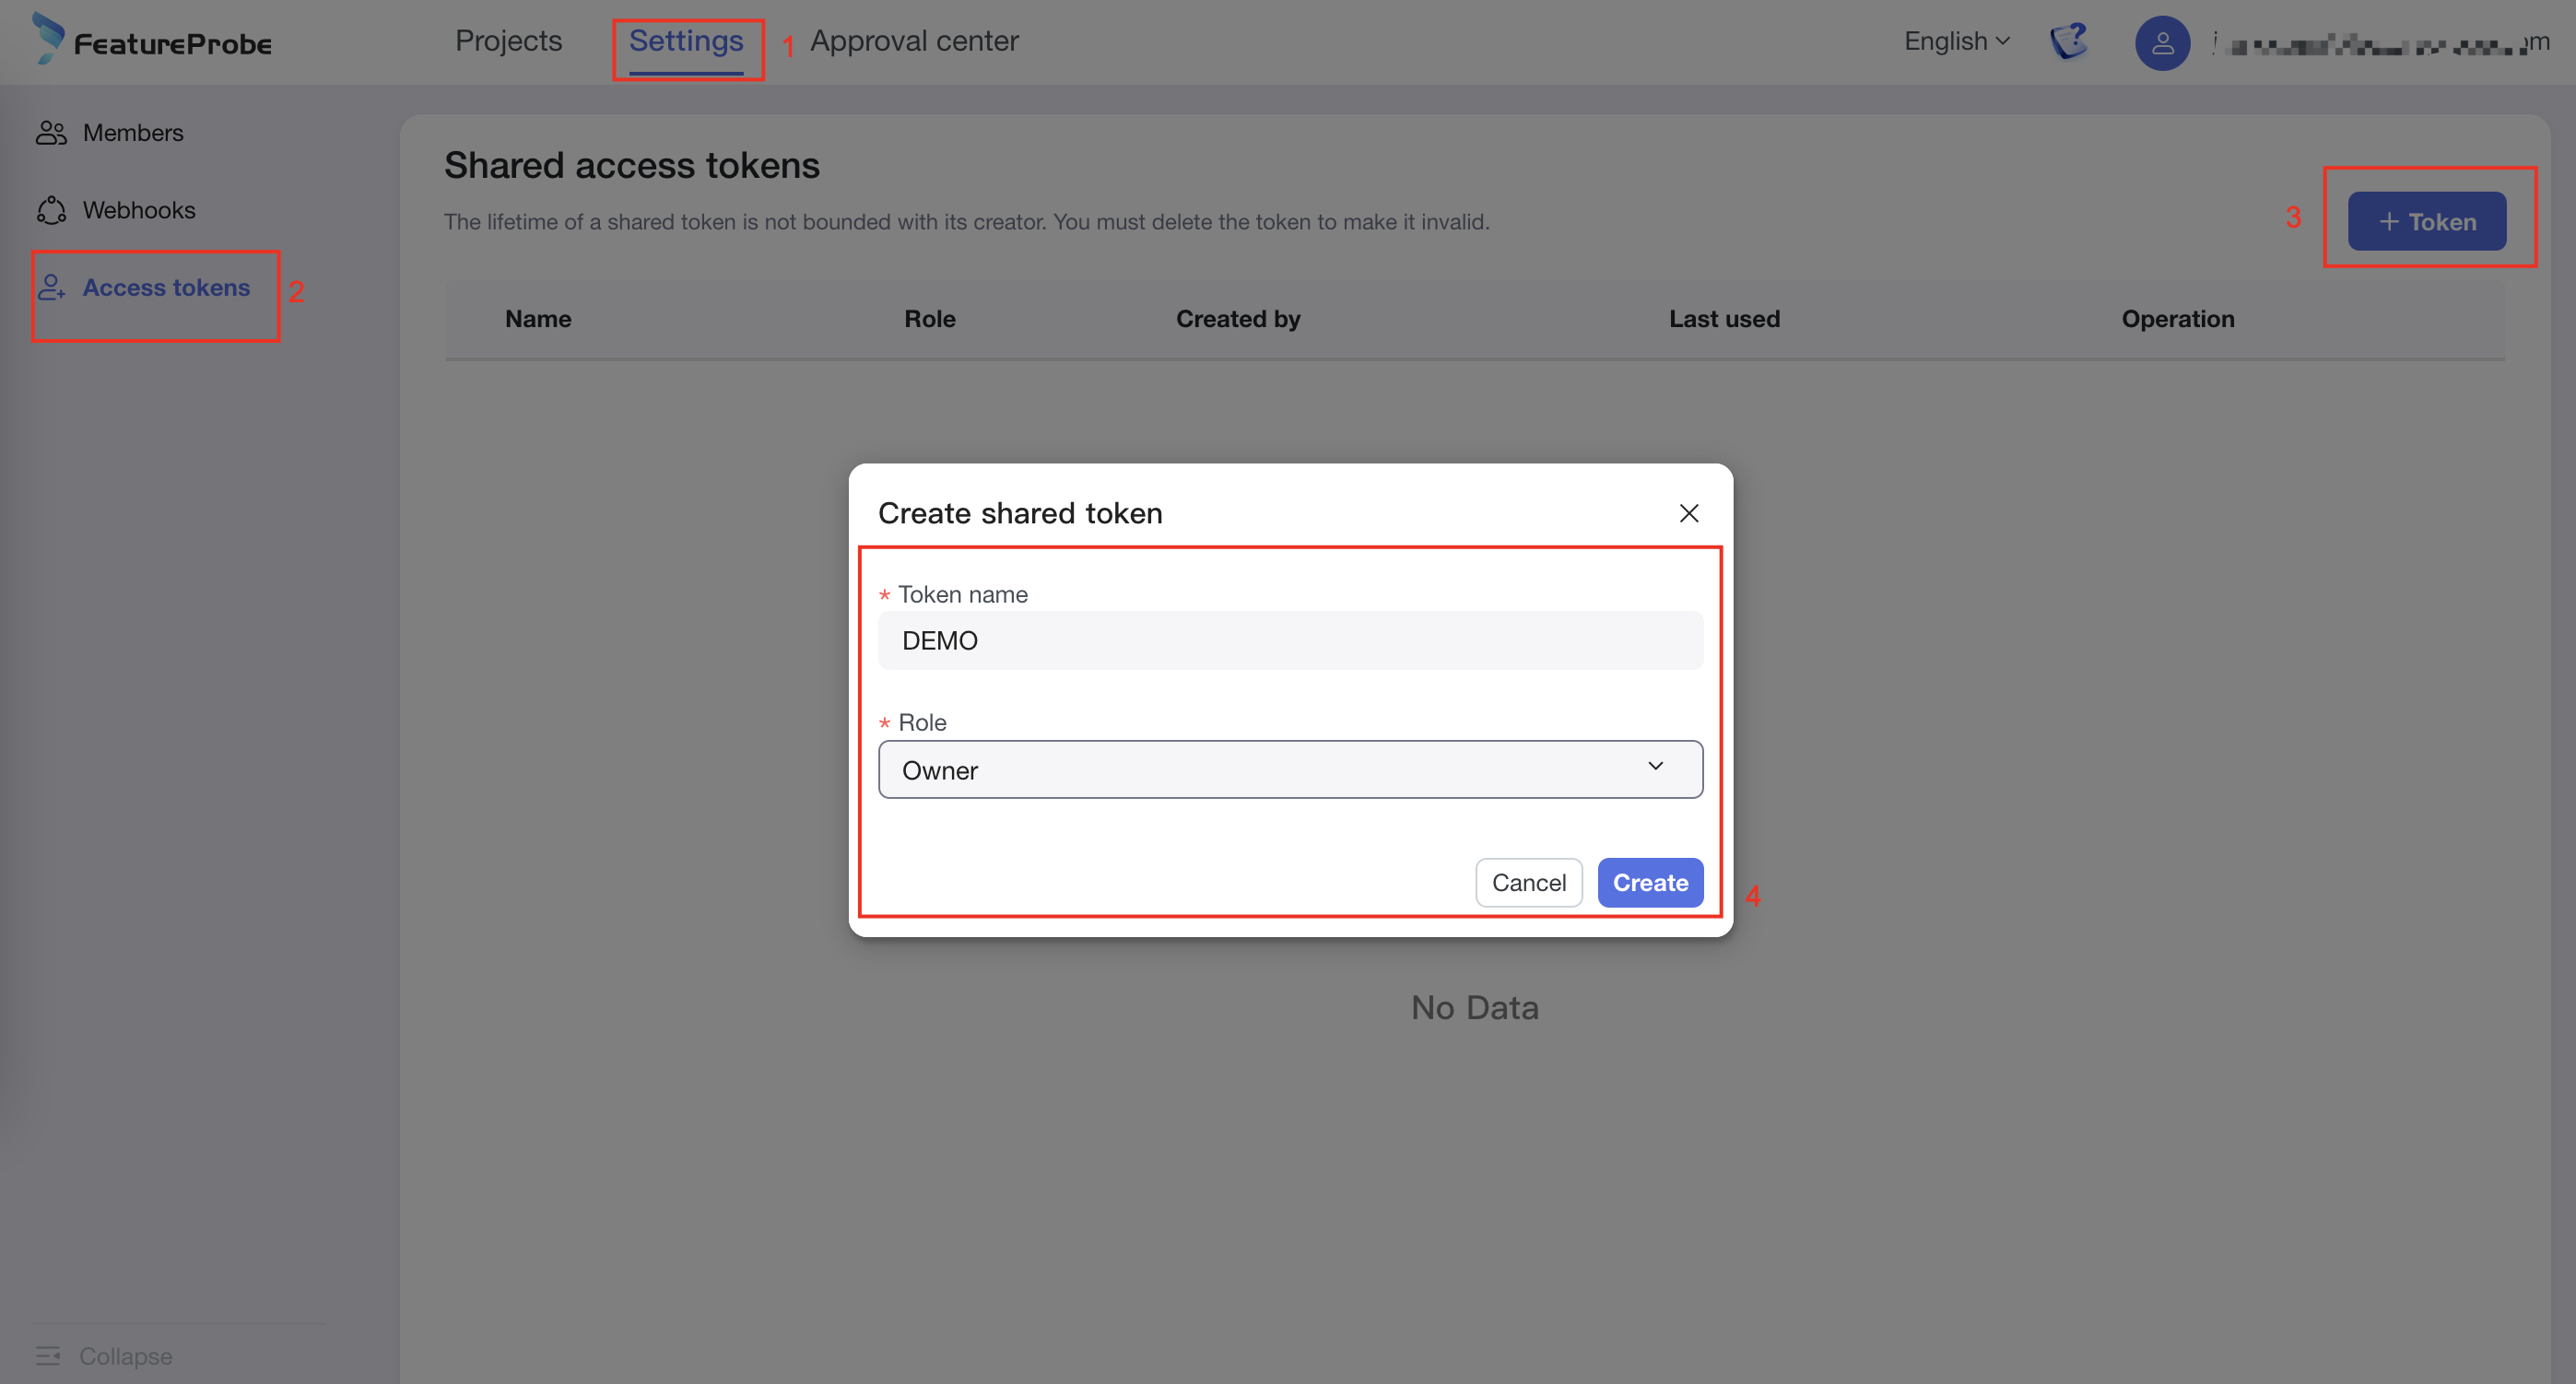 FeatureProbe
Projects
Settings
1
Approval center
English
Members
Webhooks
Access tokens
2
Shared access tokens
The lifetime of a shared token is not bounded with its creator. You must delete the token to make it invalid.
3
+ Token
Name Role Created by Last used Operation
Create shared token
* Token name
DEMO
* Role
Owner
Cancel
Create
4
No Data
Collapse